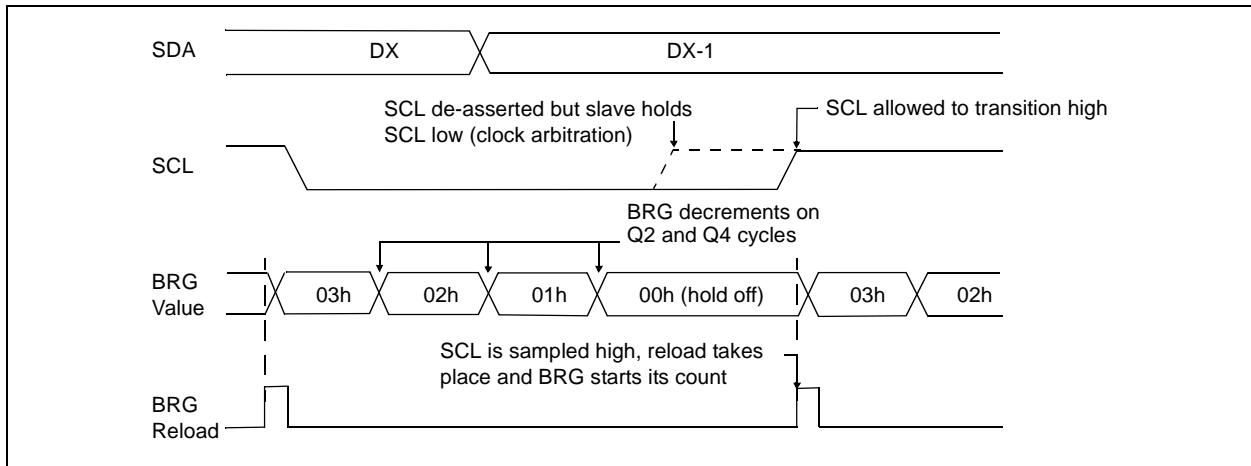 SDA
DX
DX-1
SCL de-asserted but slave holds
SCL low (clock arbitration)
SCL allowed to transition high
SCL
BRG decrements on
Q2 and Q4 cycles
BRG
Value
03h
02h
01h
00h (hold off)
03h
02h
SCL is sampled high, reload takes
place and BRG starts its count
BRG
Reload